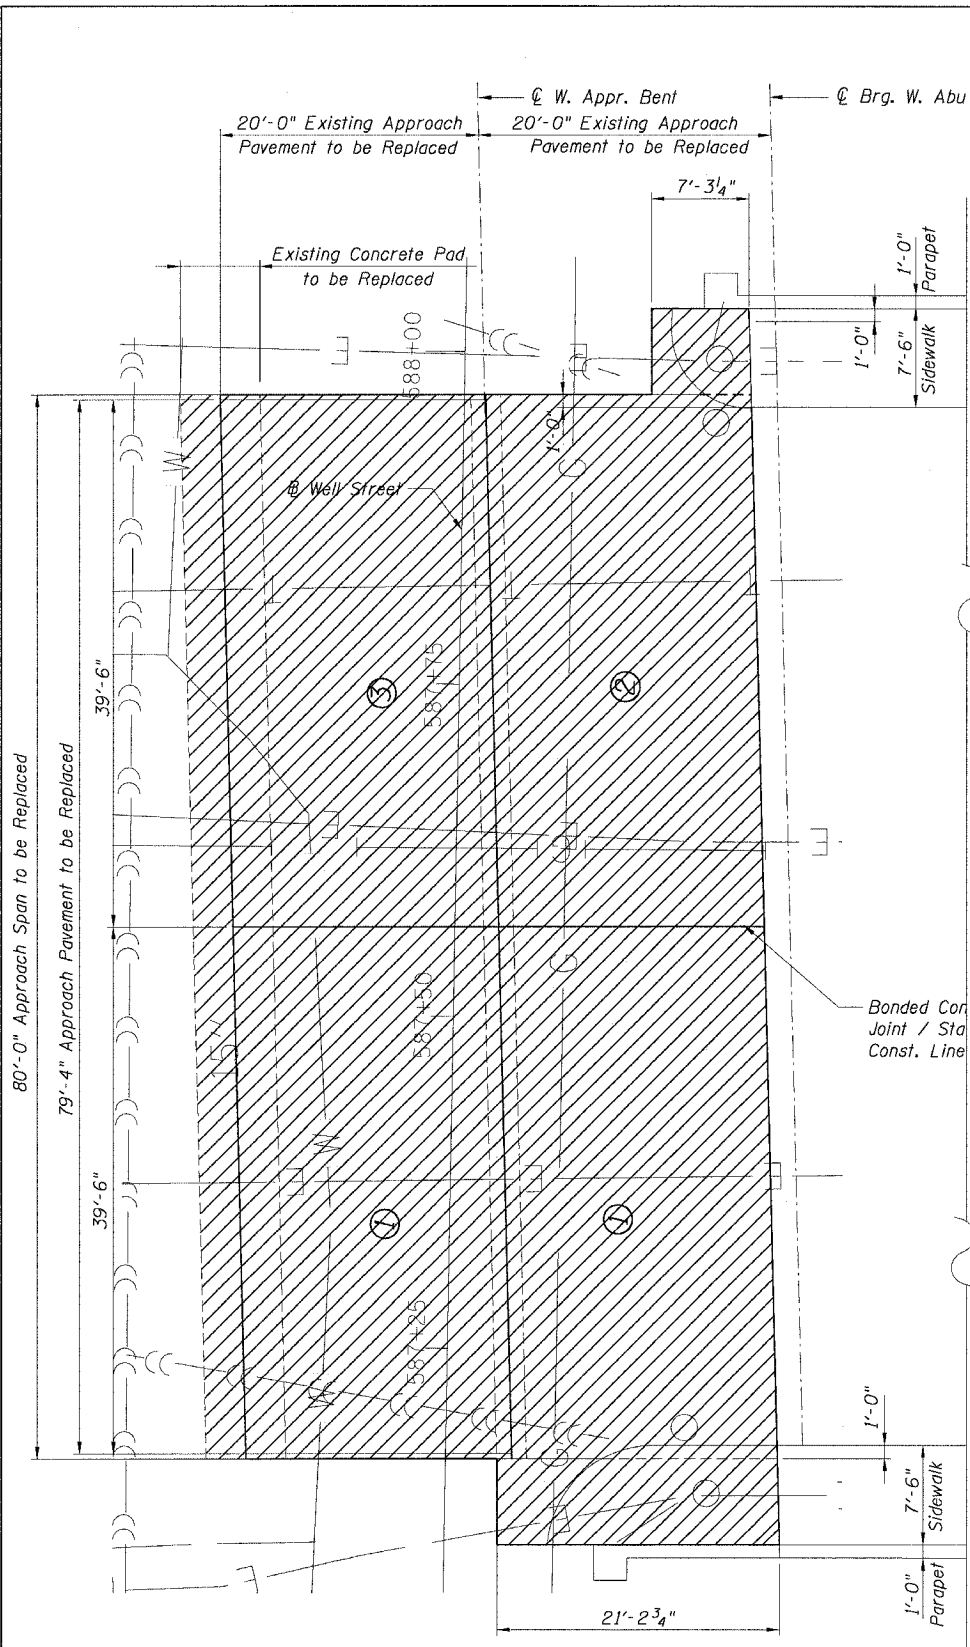 ℄ W. Appr. Bent
℄ Brg. W. Abu
20'-0" Existing Approach
Pavement to be Replaced
20'-0" Existing Approach
Pavement to be Replaced
7'-3¼"
Existing Concrete Pad
to be Replaced
1'-0"
Parapet
1'-0"
7'-6"
Sidewalk
588+00
E
E
E
1'-0"
G
W
Well Street
39'-6"
3
2
587+75
80'-0" Approach Span to be Replaced
79'-4" Approach Pavement to be Replaced
E
E
E
G
587+50
Bonded Con
Joint / Sta
Const. Line
15"
W
39'-6"
E
E
E
1
1
587+25
W
G
1'-0"
7'-6"
Sidewalk
E
1'-0"
Parapet
21'-2¾"